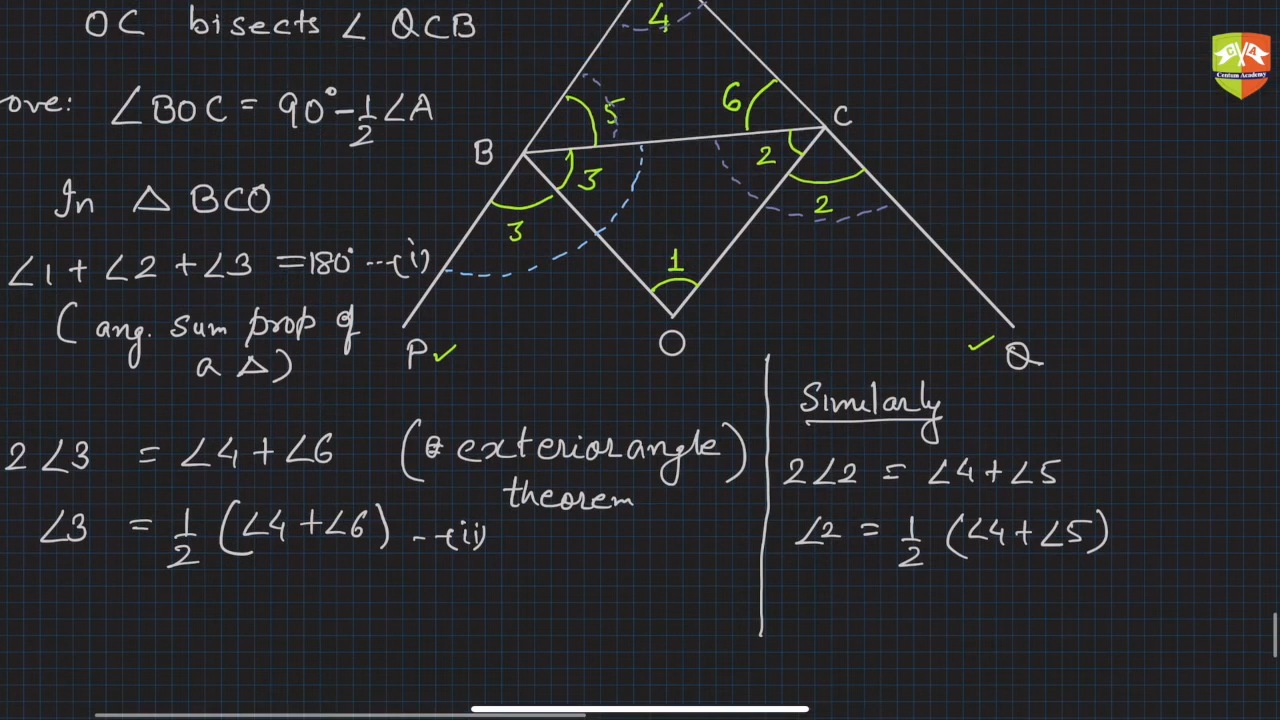 OC bisects ∠ QCB
ove: ∠BOC = 90° - 1/2 ∠A
In △ BCO
∠1 + ∠2 + ∠3 = 180° --- (i)
( ang. sum prop of
a △ )
2∠3 = ∠4 + ∠6 ( exterior angle
theorem )
∠3 = 1/2 (∠4 + ∠6) -- (ii)
4
5
6
B
C
3
2
3
2
1
P ✓
O
✓ Q
Similarly
2∠2 = ∠4 + ∠5
∠2 = 1/2 (∠4 + ∠5)
C A
Centum Academy